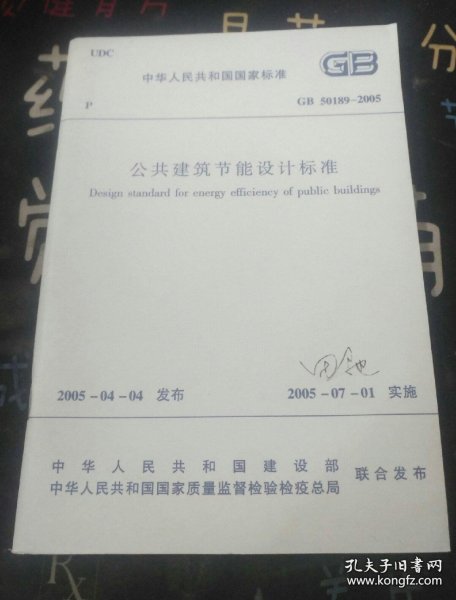 UDC
中华人民共和国国家标准
GB
P
GB 50189-2005
公共建筑节能设计标准
Design standard for energy efficiency of public buildings
2005-04-04 发布
2005-07-01 实施
中华人民共和国建设部
中华人民共和国国家质量监督检验检疫总局
联合发布
Rx
孔夫子旧书网
www.kongfz.com